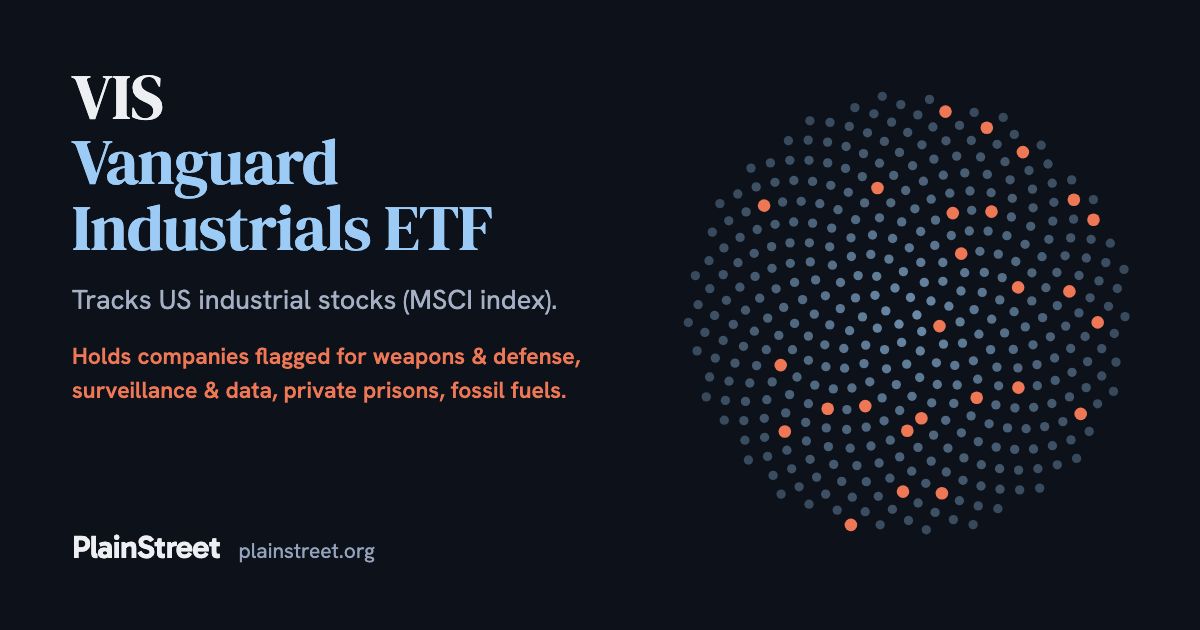 VIS
Vanguard
Industrials ETF
Tracks US industrial stocks (MSCI index).
Holds companies flagged for weapons & defense,
surveillance & data, private prisons, fossil fuels.
PlainStreet plainstreet.org